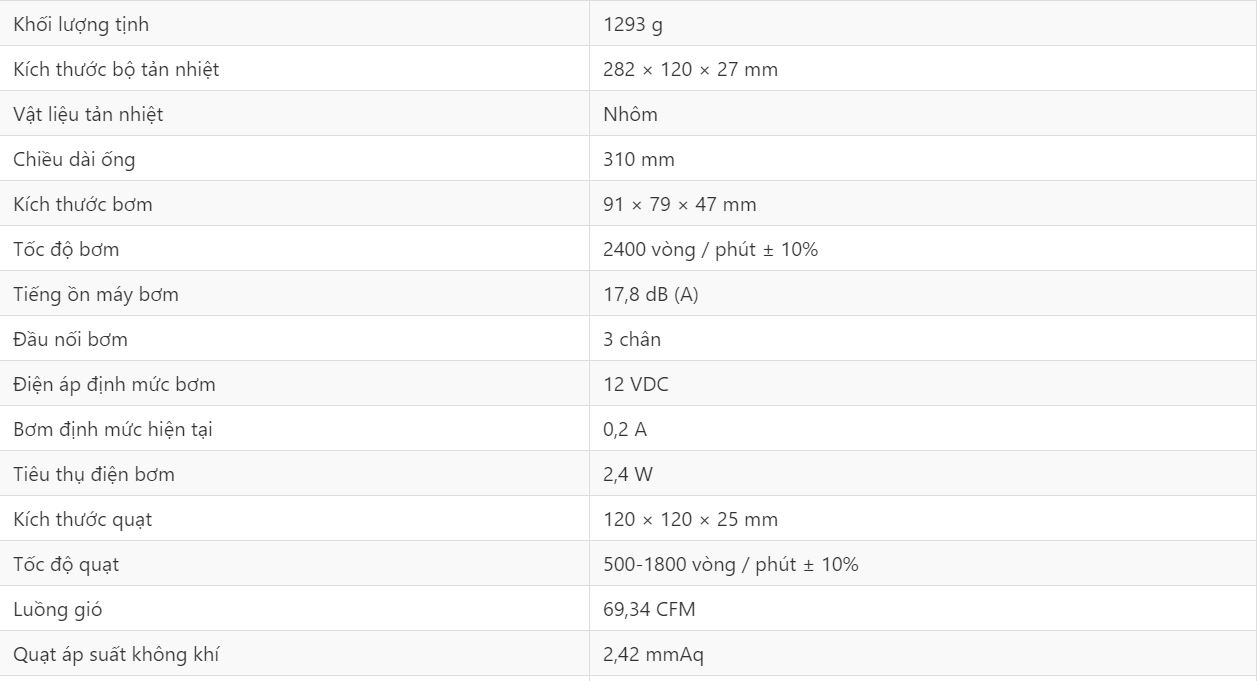 Khối lượng tịnh 1293 g
Kích thước bộ tản nhiệt 282 × 120 × 27 mm
Vật liệu tản nhiệt Nhôm
Chiều dài ống 310 mm
Kích thước bơm 91 × 79 × 47 mm
Tốc độ bơm 2400 vòng / phút ± 10%
Tiếng ồn máy bơm 17,8 dB (A)
Đầu nối bơm 3 chân
Điện áp định mức bơm 12 VDC
Bơm định mức hiện tại 0,2 A
Tiêu thụ điện bơm 2,4 W
Kích thước quạt 120 × 120 × 25 mm
Tốc độ quạt 500-1800 vòng / phút ± 10%
Luồng gió 69,34 CFM
Quạt áp suất không khí 2,42 mmAq